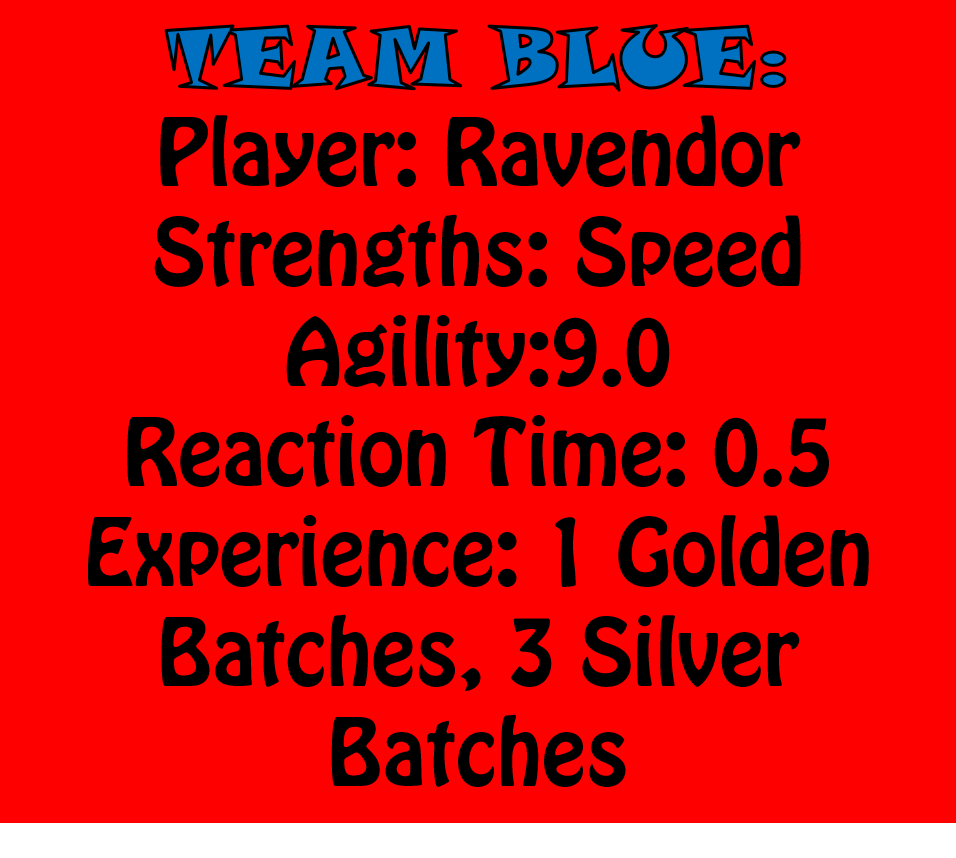 TEAM BLUE:
Player: Ravendor
Strengths: Speed
Agility:9.0
Reaction Time: 0.5
Experience: 1 Golden
Batches, 3 Silver
Batches